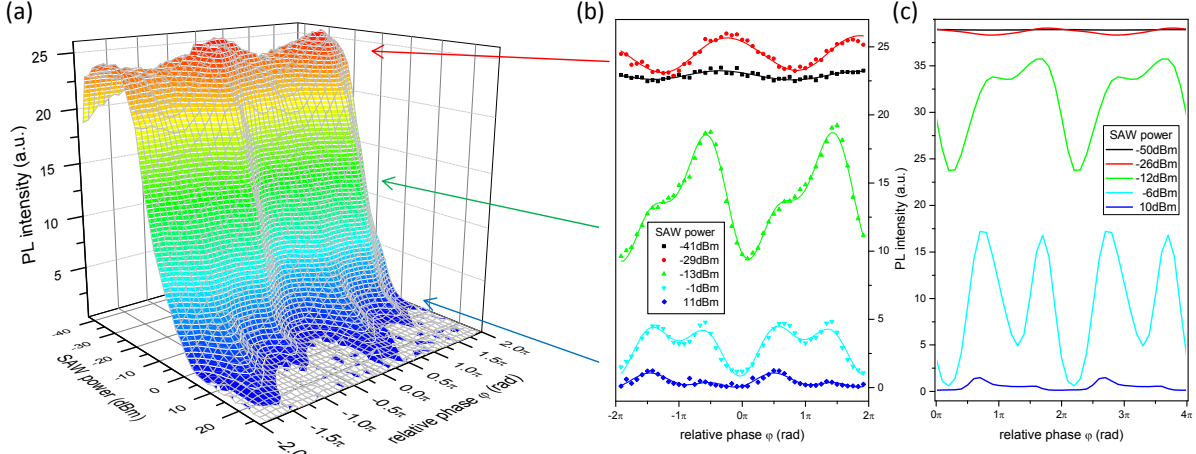 (a)
25
20
15
10
5
PL intensity (a.u.)
-40
-30
-20
-10
0
10
20
SAW power (dBm)
-2.0π
-1.5π
-1.0π
-0.5π
0.0π
0.5π
1.0π
1.5π
2.0π
relative phase φ (rad)
(b)
25
20
15
10
5
0
PL intensity (a.u.)
SAW power
-41dBm
-29dBm
-13dBm
-1dBm
11dBm
-2π -1π 0π 1π 2π
relative phase φ (rad)
(c)
35
30
25
20
15
10
5
0
SAW power
-50dBm
-26dBm
-12dBm
-6dBm
10dBm
0π 1π 2π 3π 4π
relative phase φ (rad)